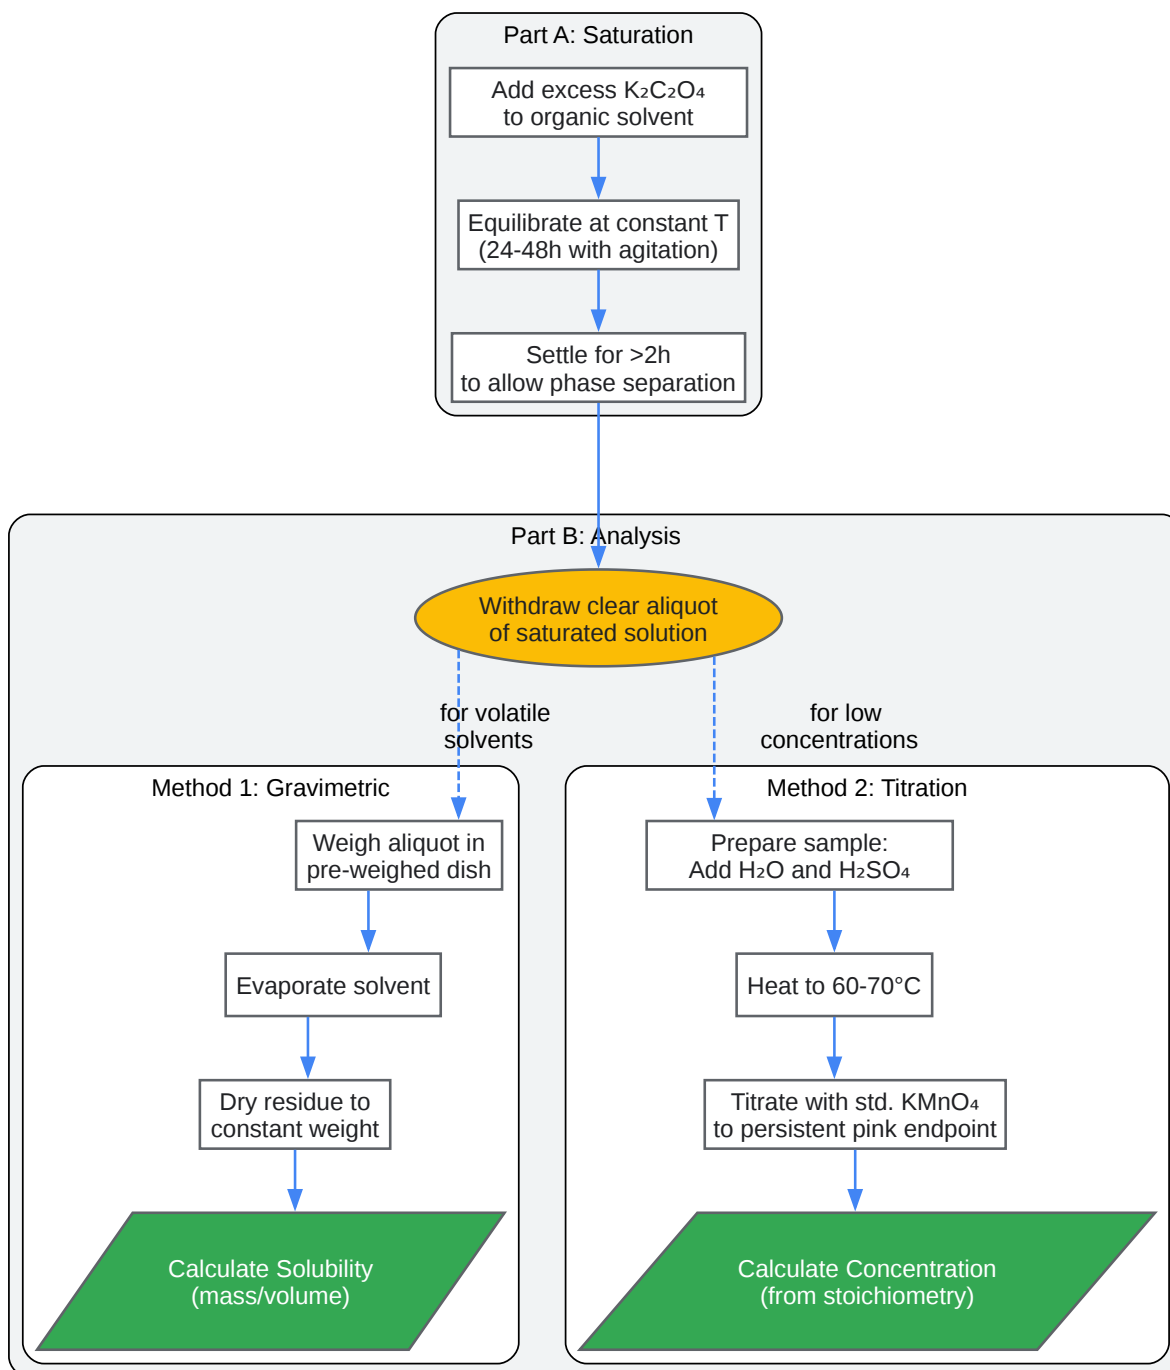 Part A: Saturation
Add excess K₂C₂O₄
to organic solvent
Equilibrate at constant T
(24-48h with agitation)
Settle for >2h
to allow phase separation
Part B: Analysis
Withdraw clear aliquot
of saturated solution
for volatile
solvents
for low
concentrations
Method 1: Gravimetric
Weigh aliquot in
pre-weighed dish
Evaporate solvent
Dry residue to
constant weight
Calculate Solubility
(mass/volume)
Method 2: Titration
Prepare sample:
Add H₂O and H₂SO₄
Heat to 60-70°C
Titrate with std. KMnO₄
to persistent pink endpoint
Calculate Concentration
(from stoichiometry)